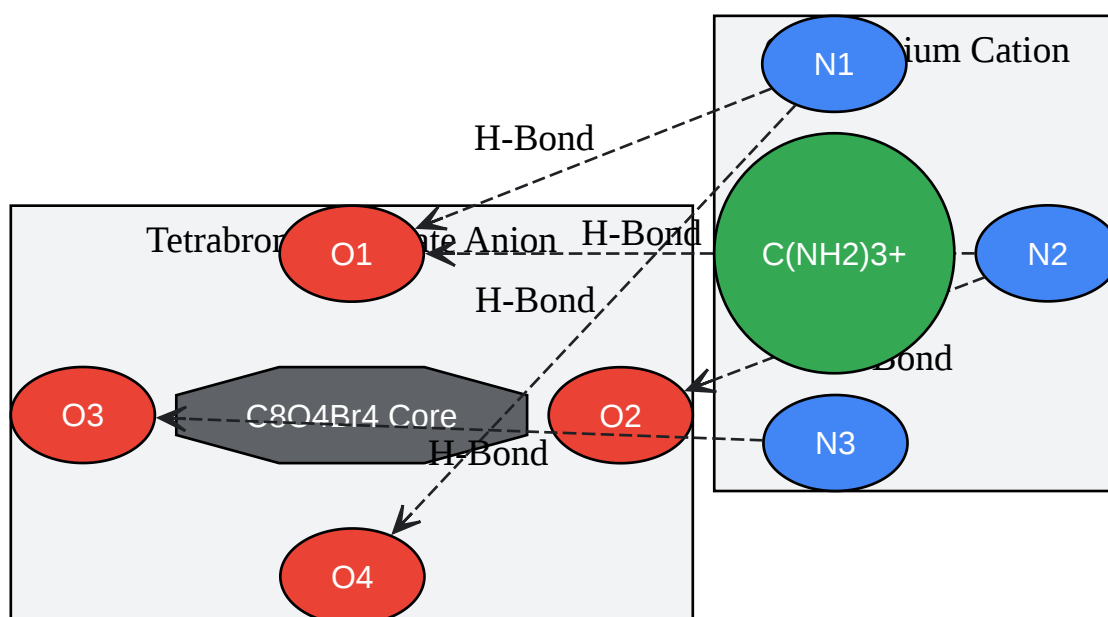 N1
ium Cation
H-Bond
Tetrabro ate Anion
O1
H-Bond
C(NH2)3+
N2
H-Bond
Bond
O3
C8O4Br4 Core
O2
N3
H-Bond
O4